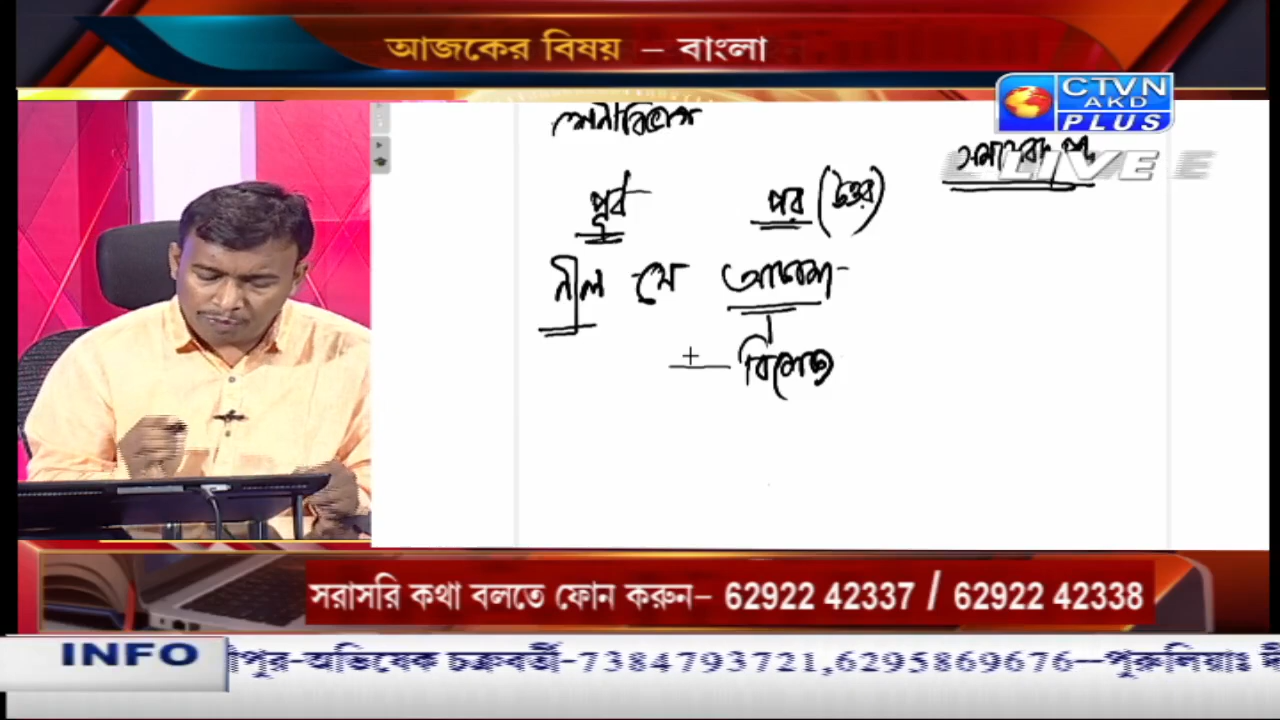 আজকের বিষয় – বাংলা
CTVN
AKD
PLUS
LIVE
শ্রেণীবিভাগ
পূর্ব পর (উত্তর)
নীল যে আকাশ
বিশেষ্য
সরাসরি কথা বলতে ফোন করুন– 62922 42337 / 62922 42338
INFO ীপুর-অভিষেক চক্রবর্তী-7384793721,6295869676--পুরুলিয়াঃ